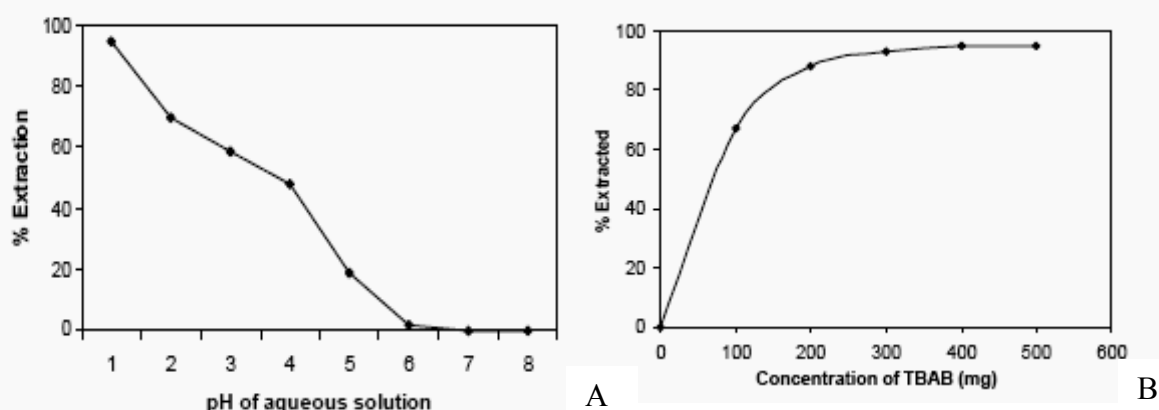 100
80
60
40
20
0
% Extraction
1 2 3 4 5 6 7 8
pH of aqueous solution
A
100
80
60
40
20
0
% Extracted
0 100 200 300 400 500 600
Concentration of TBAB (mg)
B